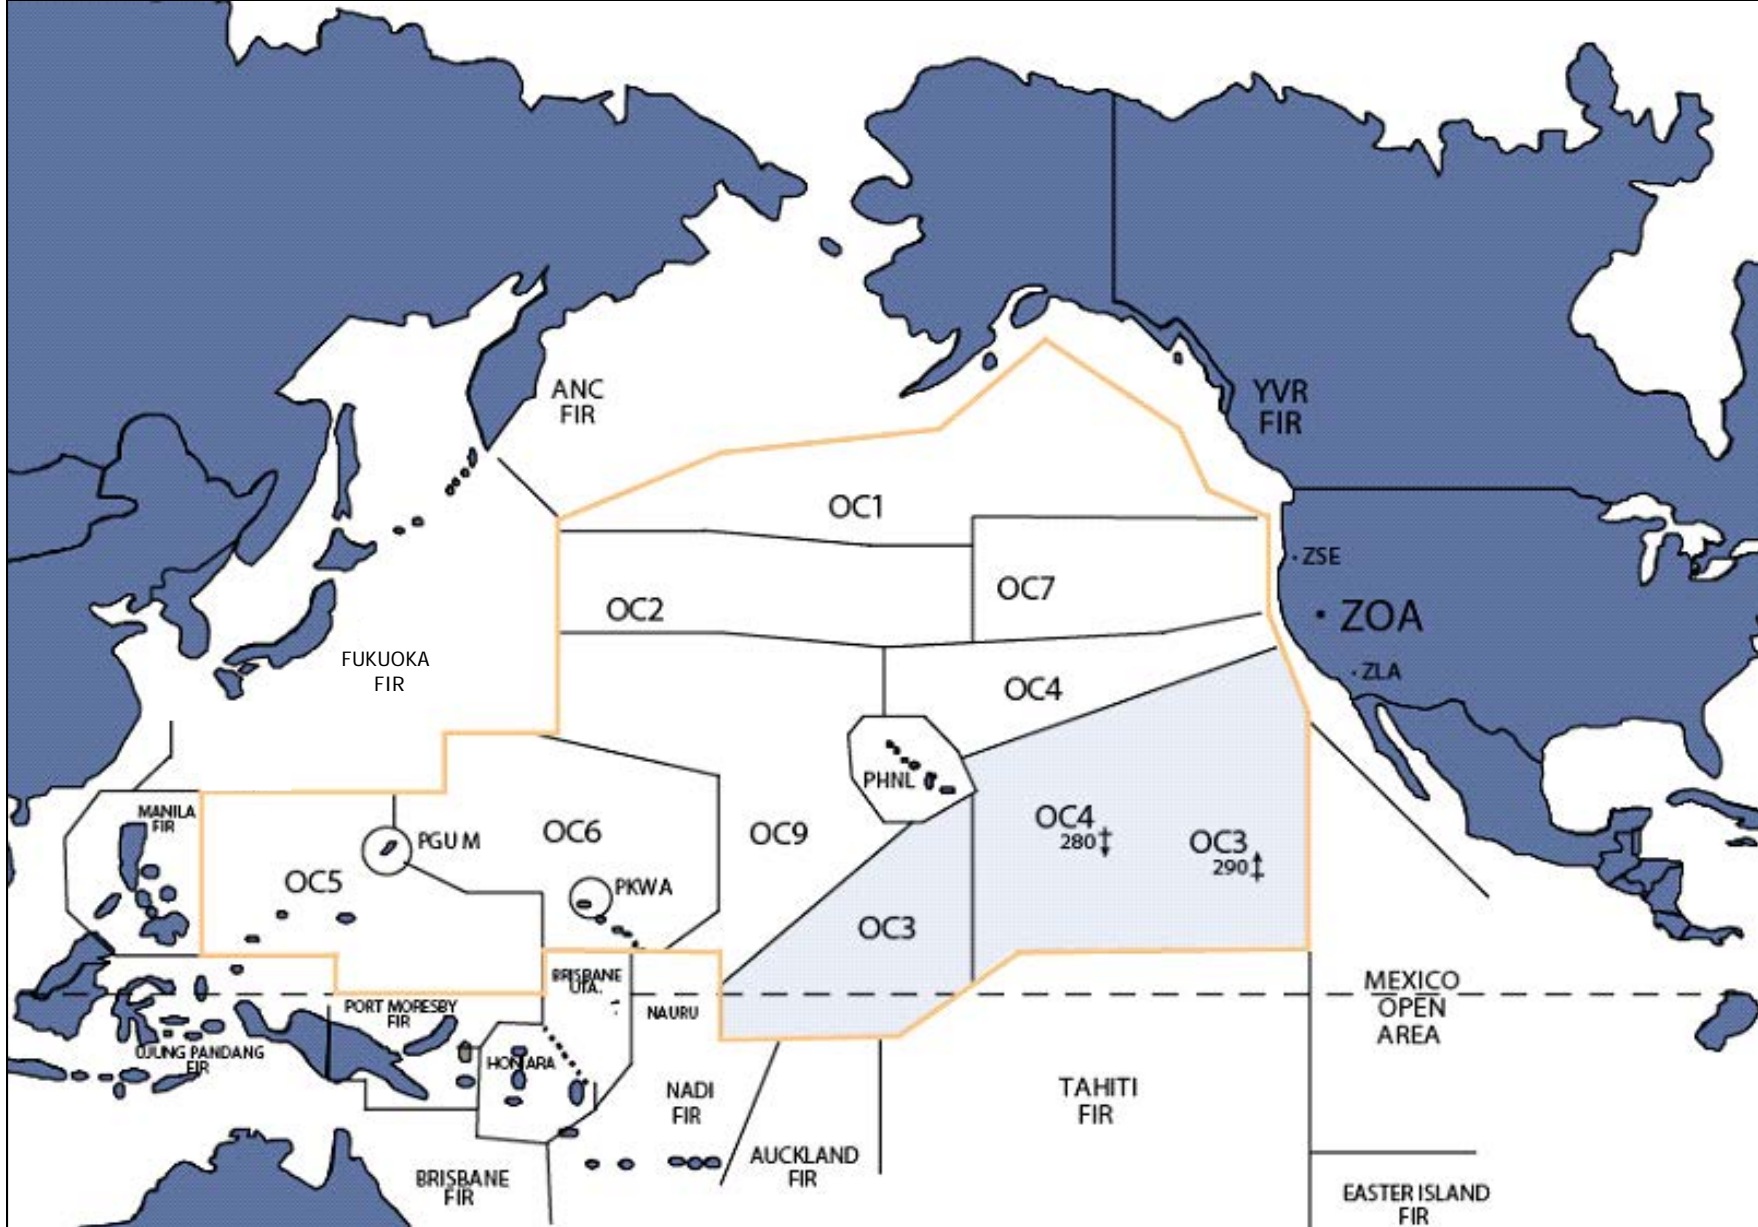 ANC
FIR
YVR
FIR
OC1
ZSE
OC7
OC2
ZOA
FUKUOKA
FIR
ZLA
OC4
PHNL
MANILA
FIR
PGUM
OC6
OC9
OC4
280
OC3
290
OC5
PKWA
OC3
BRISBANE
MEXICO
OPEN
AREA
PORT MORESBY
FIR
NAURU
UJUNG PANDANG
FIR
HONIARA
NADI
FIR
TAHITI
FIR
AUCKLAND
FIR
BRISBANE
FIR
EASTER ISLAND
FIR